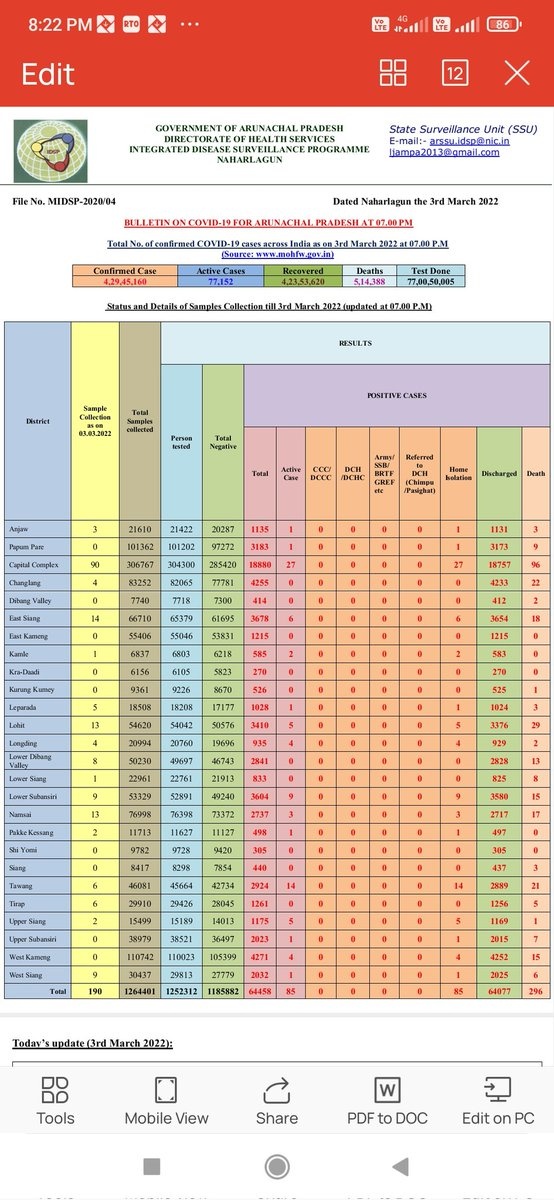 8:22 PM RTO ... Vo LTE 4G Vo LTE 86
Edit 12
IDSP
GOVERNMENT OF ARUNACHAL PRADESH
DIRECTORATE OF HEALTH SERVICES
INTEGRATED DISEASE SURVEILLANCE PROGRAMME
NAHARLAGUN
State Surveillance Unit (SSU)
E-mail:- arssu.idsp@nic.in
ljampa2013@gmail.com
File No. MIDSP-2020/04 Dated Naharlagun the 3rd March 2022
BULLETIN ON COVID-19 FOR ARUNACHAL PRADESH AT 07.00 PM
Total No. of confirmed COVID-19 cases across India as on 3rd March 2022 at 07.00 P.M
(Source: www.mohfw.gov.in)
Confirmed Case Active Cases Recovered Deaths Test Done
4,29,45,160 77,152 4,23,53,620 5,14,388 77,00,50,005
Status and Details of Samples Collection till 3rd March 2022 (updated at 07.00 P.M)
RESULTS
POSITIVE CASES
District
Sample Collection as on 03.03.2022
Total Samples collected
Person tested
Total Negative
Total
Active Case
CCC/ DCCC
DCH /DCHC
Army/ SSB/ BRTF GREF etc
Referred to DCH (Chimpu /Pasighat)
Home Isolation
Discharged
Death
Anjaw 3 21610 21422 20287 1135 1 0 0 0 0 1 1131 3
Papum Pare 0 101362 101202 97272 3183 1 0 0 0 0 1 3173 9
Capital Complex 90 306767 304300 285420 18880 27 0 0 0 0 27 18757 96
Changlang 4 83252 82065 77781 4255 0 0 0 0 0 0 4233 22
Dibang Valley 0 7740 7718 7300 414 0 0 0 0 0 0 412 2
East Siang 14 66710 65379 61695 3678 6 0 0 0 0 6 3654 18
East Kameng 0 55406 55046 53831 1215 0 0 0 0 0 0 1215 0
Kamle 1 6837 6803 6218 585 2 0 0 0 0 2 583 0
Kra-Daadi 0 6156 6105 5823 270 0 0 0 0 0 0 270 0
Kurung Kumey 0 9361 9226 8670 526 0 0 0 0 0 0 525 1
Leparada 5 18508 18208 17177 1028 1 0 0 0 0 1 1024 3
Lohit 13 54620 54042 50576 3410 5 0 0 0 0 5 3376 29
Longding 4 20994 20760 19696 935 4 0 0 0 0 4 929 2
Lower Dibang Valley 8 50230 49697 46743 2841 0 0 0 0 0 0 2828 13
Lower Siang 1 22961 22761 21913 833 0 0 0 0 0 0 825 8
Lower Subansiri 9 53329 52891 49240 3604 9 0 0 0 0 9 3580 15
Namsai 13 76998 76398 73372 2737 3 0 0 0 0 3 2717 17
Pakke Kessang 2 11713 11627 11127 498 1 0 0 0 0 1 497 0
Shi Yomi 0 9782 9728 9420 305 0 0 0 0 0 0 305 0
Siang 0 8417 8298 7854 440 0 0 0 0 0 0 437 3
Tawang 6 46081 45664 42734 2924 14 0 0 0 0 14 2889 21
Tirap 6 29910 29426 28045 1261 0 0 0 0 0 0 1256 5
Upper Siang 2 15499 15189 14013 1175 5 0 0 0 0 5 1169 1
Upper Subansiri 0 38979 38521 36497 2023 1 0 0 0 0 1 2015 7
West Kameng 0 110742 110023 105399 4271 4 0 0 0 0 4 4252 15
West Siang 9 30437 29813 27779 2032 1 0 0 0 0 1 2025 6
Total 190 1264401 1252312 1185882 64458 85 0 0 0 0 85 64077 296
Today's update (3rd March 2022):
Tools Mobile View Share PDF to DOC Edit on PC